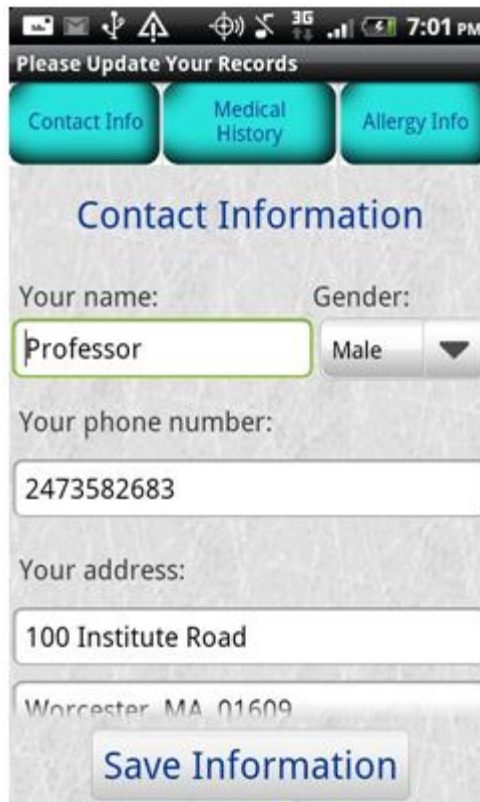 3G
7:01 PM
Please Update Your Records
Contact Info
Medical
History
Allergy Info
Contact Information
Your name:
Gender:
Professor
Male
Your phone number:
2473582683
Your address:
100 Institute Road
Worcester, MA, 01609
Save Information